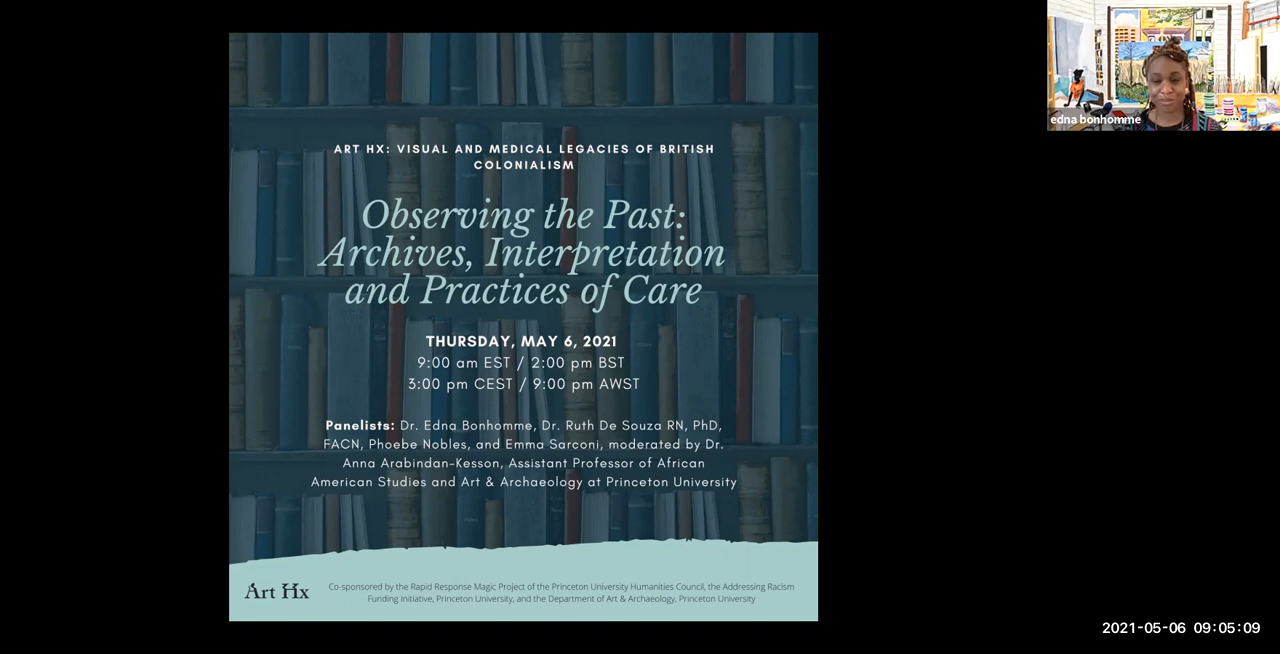 edna bonhomme
ART HX: VISUAL AND MEDICAL LEGACIES OF BRITISH
COLONIALISM
Observing the Past:
Archives, Interpretation
and Practices of Care
THURSDAY, MAY 6, 2021
9:00 am EST / 2:00 pm BST
3:00 pm CEST / 9:00 pm AWST
Panelists: Dr. Edna Bonhomme, Dr. Ruth De Souza RN, PhD,
FACN, Phoebe Nobles, and Emma Sarconi, moderated by Dr.
Anna Arabindan-Kesson, Assistant Professor of African
American Studies and Art & Archaeology at Princeton University
Art Hx
Co-sponsored by the Rapid Response Magic Project of the Princeton University Humanities Council, the Addressing Racism
Funding Initiative, Princeton University, and the Department of Art & Archaeology, Princeton University
2021-05-06 09:05:09